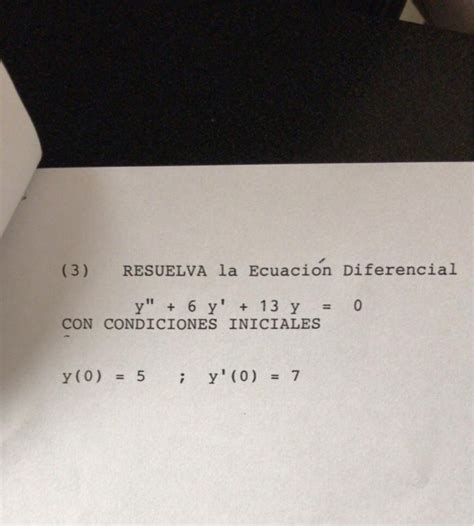 (3) RESUELVA la Ecuación Diferencial
y" + 6 y' + 13 y = 0
CON CONDICIONES INICIALES
y(0) = 5 ; y'(0) = 7